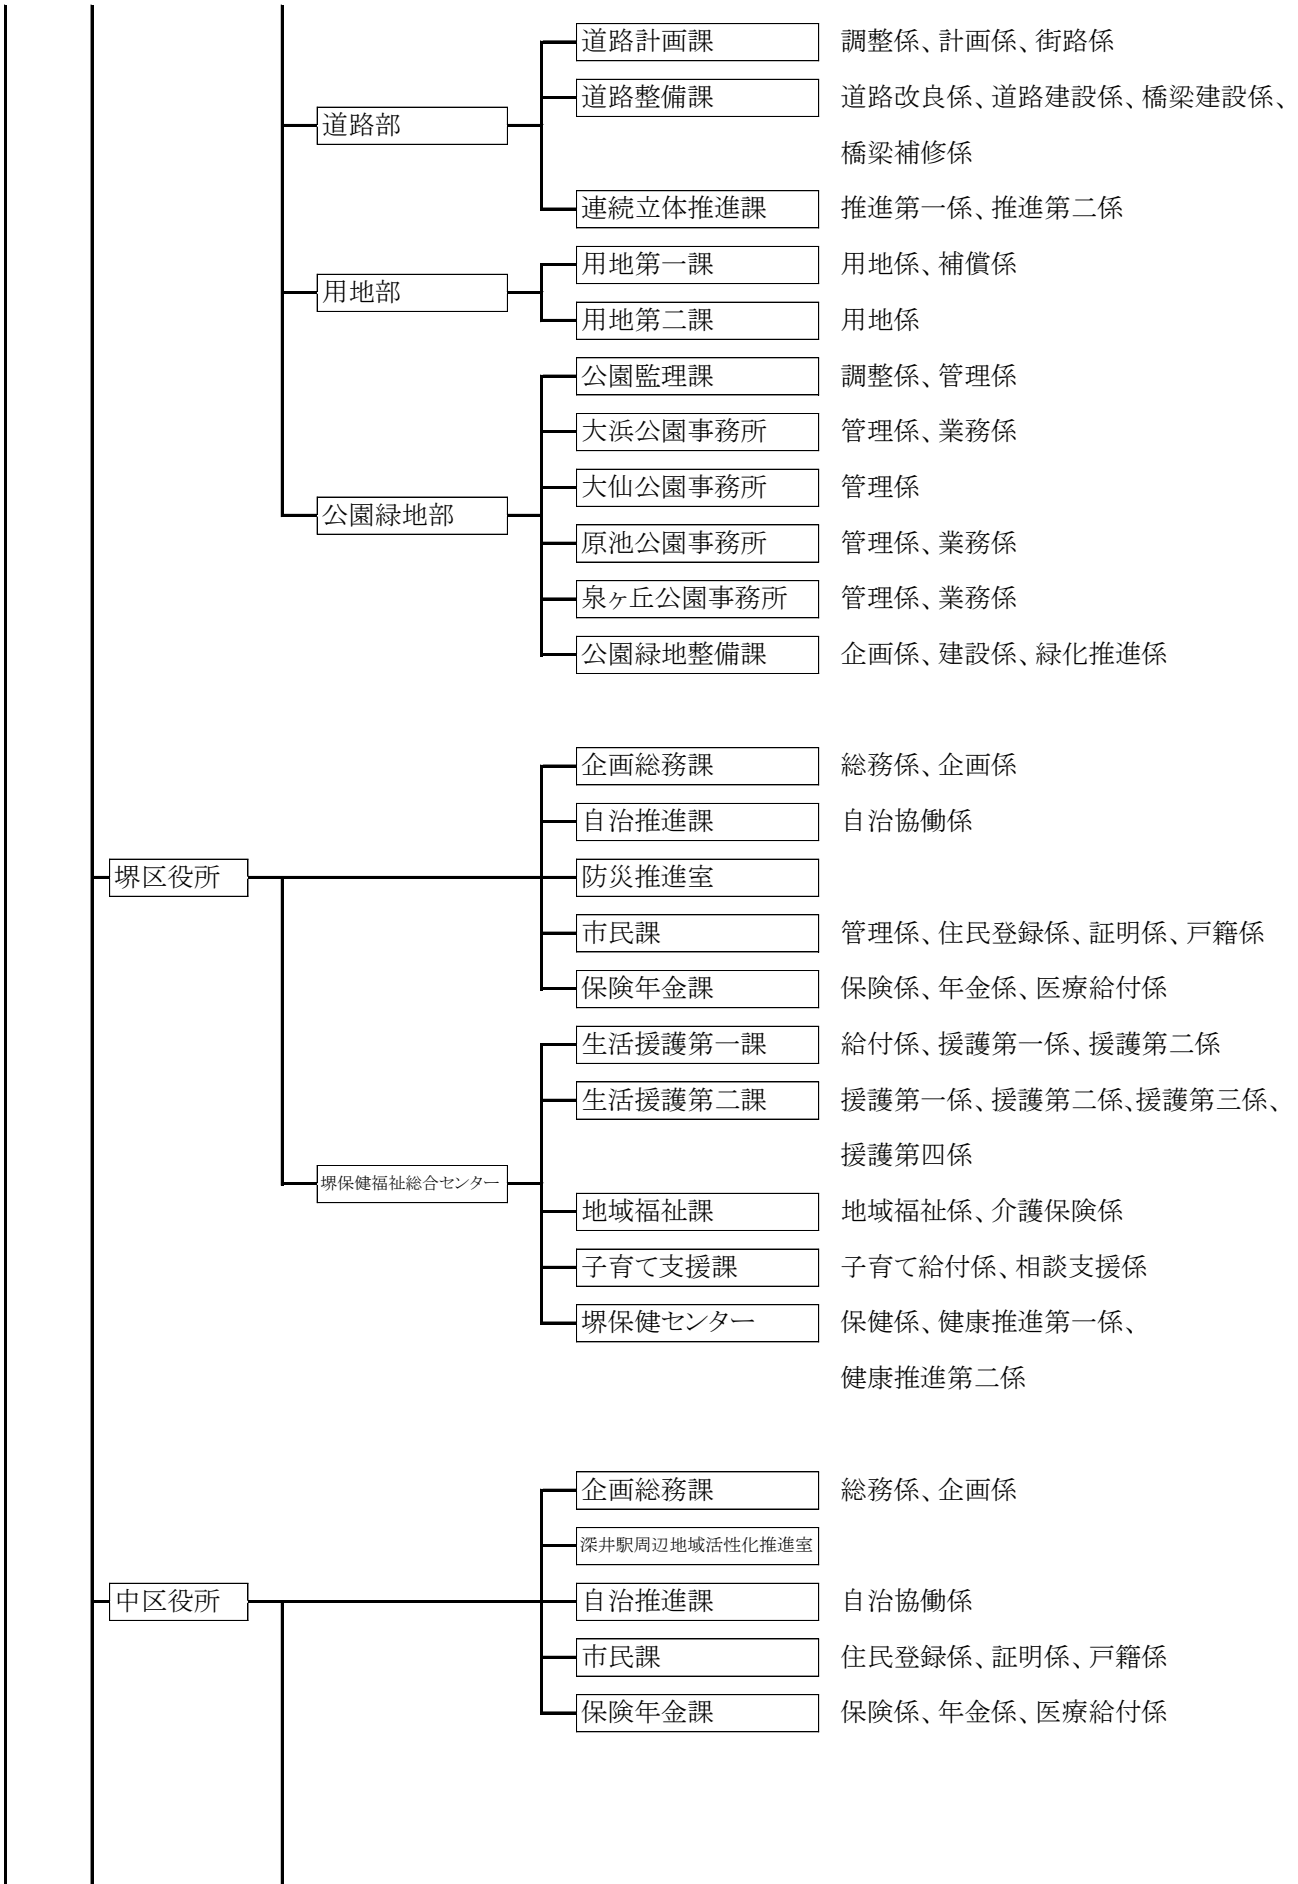 道路計画課 調整係、計画係、街路係
道路整備課 道路改良係、道路建設係、橋梁建設係、
道路部
橋梁補修係
連続立体推進課 推進第一係、推進第二係
用地第一課 用地係、補償係
用地部
用地第二課 用地係
公園監理課 調整係、管理係
大浜公園事務所 管理係、業務係
大仙公園事務所 管理係
公園緑地部
原池公園事務所 管理係、業務係
泉ヶ丘公園事務所 管理係、業務係
公園緑地整備課 企画係、建設係、緑化推進係
企画総務課 総務係、企画係
自治推進課 自治協働係
堺区役所 防災推進室
市民課 管理係、住民登録係、証明係、戸籍係
保険年金課 保険係、年金係、医療給付係
生活援護第一課 給付係、援護第一係、援護第二係
生活援護第二課 援護第一係、援護第二係、援護第三係、
援護第四係
堺保健福祉総合センター
地域福祉課 地域福祉係、介護保険係
子育て支援課 子育て給付係、相談支援係
堺保健センター 保健係、健康推進第一係、
健康推進第二係
企画総務課 総務係、企画係
深井駅周辺地域活性化推進室
中区役所 自治推進課 自治協働係
市民課 住民登録係、証明係、戸籍係
保険年金課 保険係、年金係、医療給付係